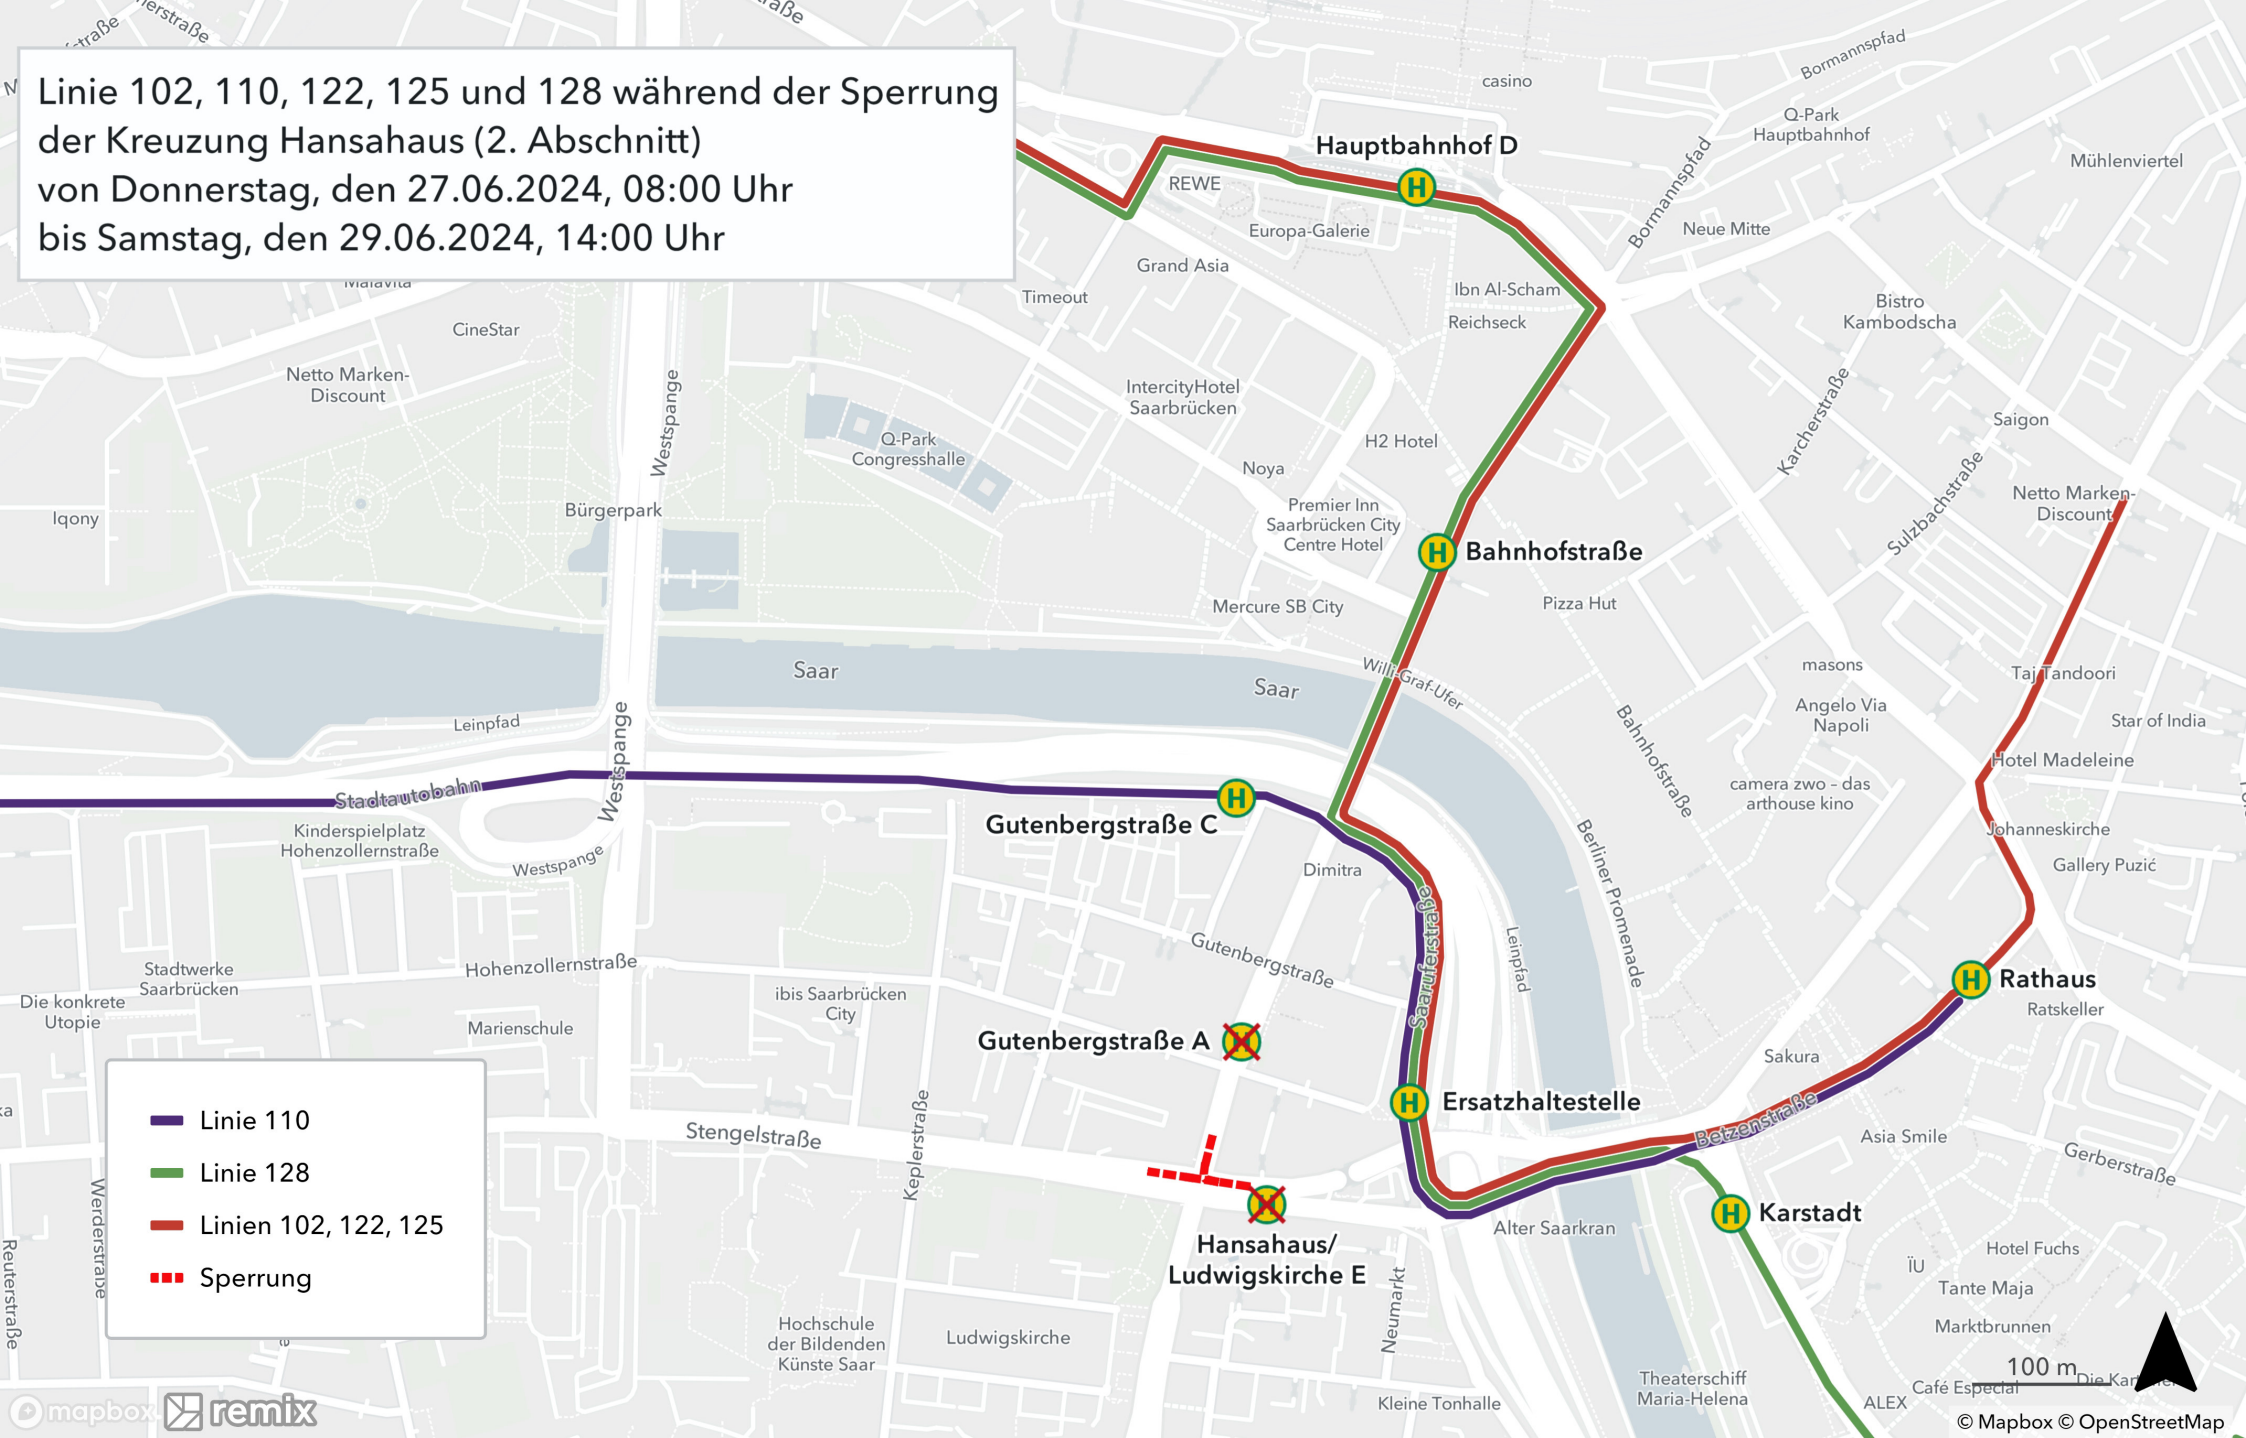 Linie 102, 110, 122, 125 und 128 während der Sperrung
der Kreuzung Hansahaus (2. Abschnitt)
von Donnerstag, den 27.06.2024, 08:00 Uhr
bis Samstag, den 29.06.2024, 14:00 Uhr
casino
Bormannspfad
Q-Park
Hauptbahnhof
Hauptbahnhof D
Mühlenviertel
Bormannspfad
REWE
Europa-Galerie
Neue Mitte
Grand Asia
Timeout
Ibn Al-Scham
Reichseck
Bistro
Kambodscha
Malavita
CineStar
Netto Marken-
Discount
Westspange
IntercityHotel
Saarbrücken
H2 Hotel
Karcherstraße
Saigon
Q-Park
Congresshalle
Noya
Sulzbachstraße
Netto Marken-
Discount
Iqony
Bürgerpark
Premier Inn
Saarbrücken City
Centre Hotel
H Bahnhofstraße
Pizza Hut
Mercure SB City
Saar
Saar
Willi-Graf-Ufer
masons
Taj Tandoori
Angelo Via
Napoli
Star of India
Leinpfad
Westspange
Bahnhofstraße
Hotel Madeleine
Stadtautobahn
camera zwo – das
arthouse kino
Gutenbergstraße C
Kinderspielplatz
Hohenzollernstraße
Westspange
Johanneskirche
Gallery Puzić
Dimitra
Berliner Promenade
Saaruferstraße
Leinpfad
Gutenbergstraße
Hohenzollernstraße
Stadtwerke
Saarbrücken
Die konkrete
Utopie
ibis Saarbrücken
City
Marienschule
Rathaus
Ratskeller
Gutenbergstraße A
Sakura
Ersatzhaltestelle
Keplerstraße
Stengelstraße
Betzenstraße
Asia Smile
Gerberstraße
Linie 110
Linie 128
Linien 102, 122, 125
Sperrung
Werderstraße
Reuterstraße
Karstadt
Alter Saarkran
Hansahaus/
Ludwigskirche E
Neumarkt
Hotel Fuchs
ÏU
Tante Maja
Hochschule
der Bildenden
Künste Saar
Ludwigskirche
Marktbrunnen
100 m
Theaterschiff
Maria-Helena
Café Especial
Kleine Tonhalle
ALEX
mapbox
remix
© Mapbox © OpenStreetMap